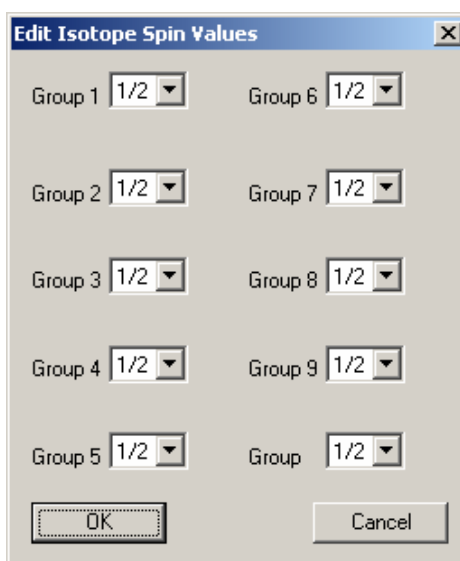 Edit Isotope Spin Values
Group 1 1/2 Group 6 1/2
Group 2 1/2 Group 7 1/2
Group 3 1/2 Group 8 1/2
Group 4 1/2 Group 9 1/2
Group 5 1/2 Group 1/2
OK Cancel